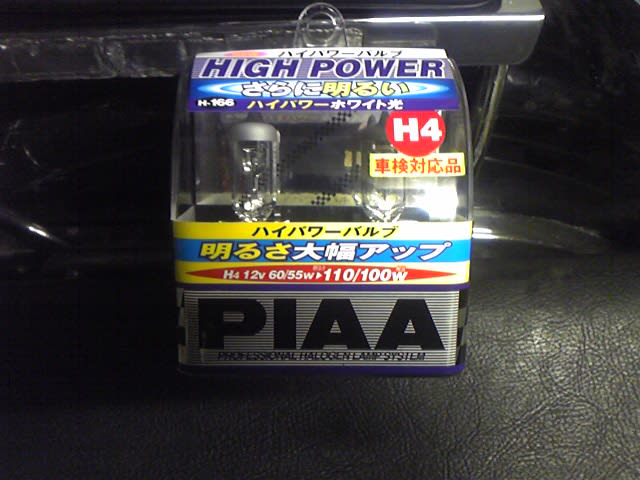 ハイパワーバルブ
HIGH POWER
さらに明るい
H-166 ハイパワーホワイト光
H4
車検対応品
ハイパワーバルブ
明るさ大幅アップ
H4 12V 60/55W▶110/100W
PIAA
PROFESSIONAL HALOGEN LAMP SYSTEM